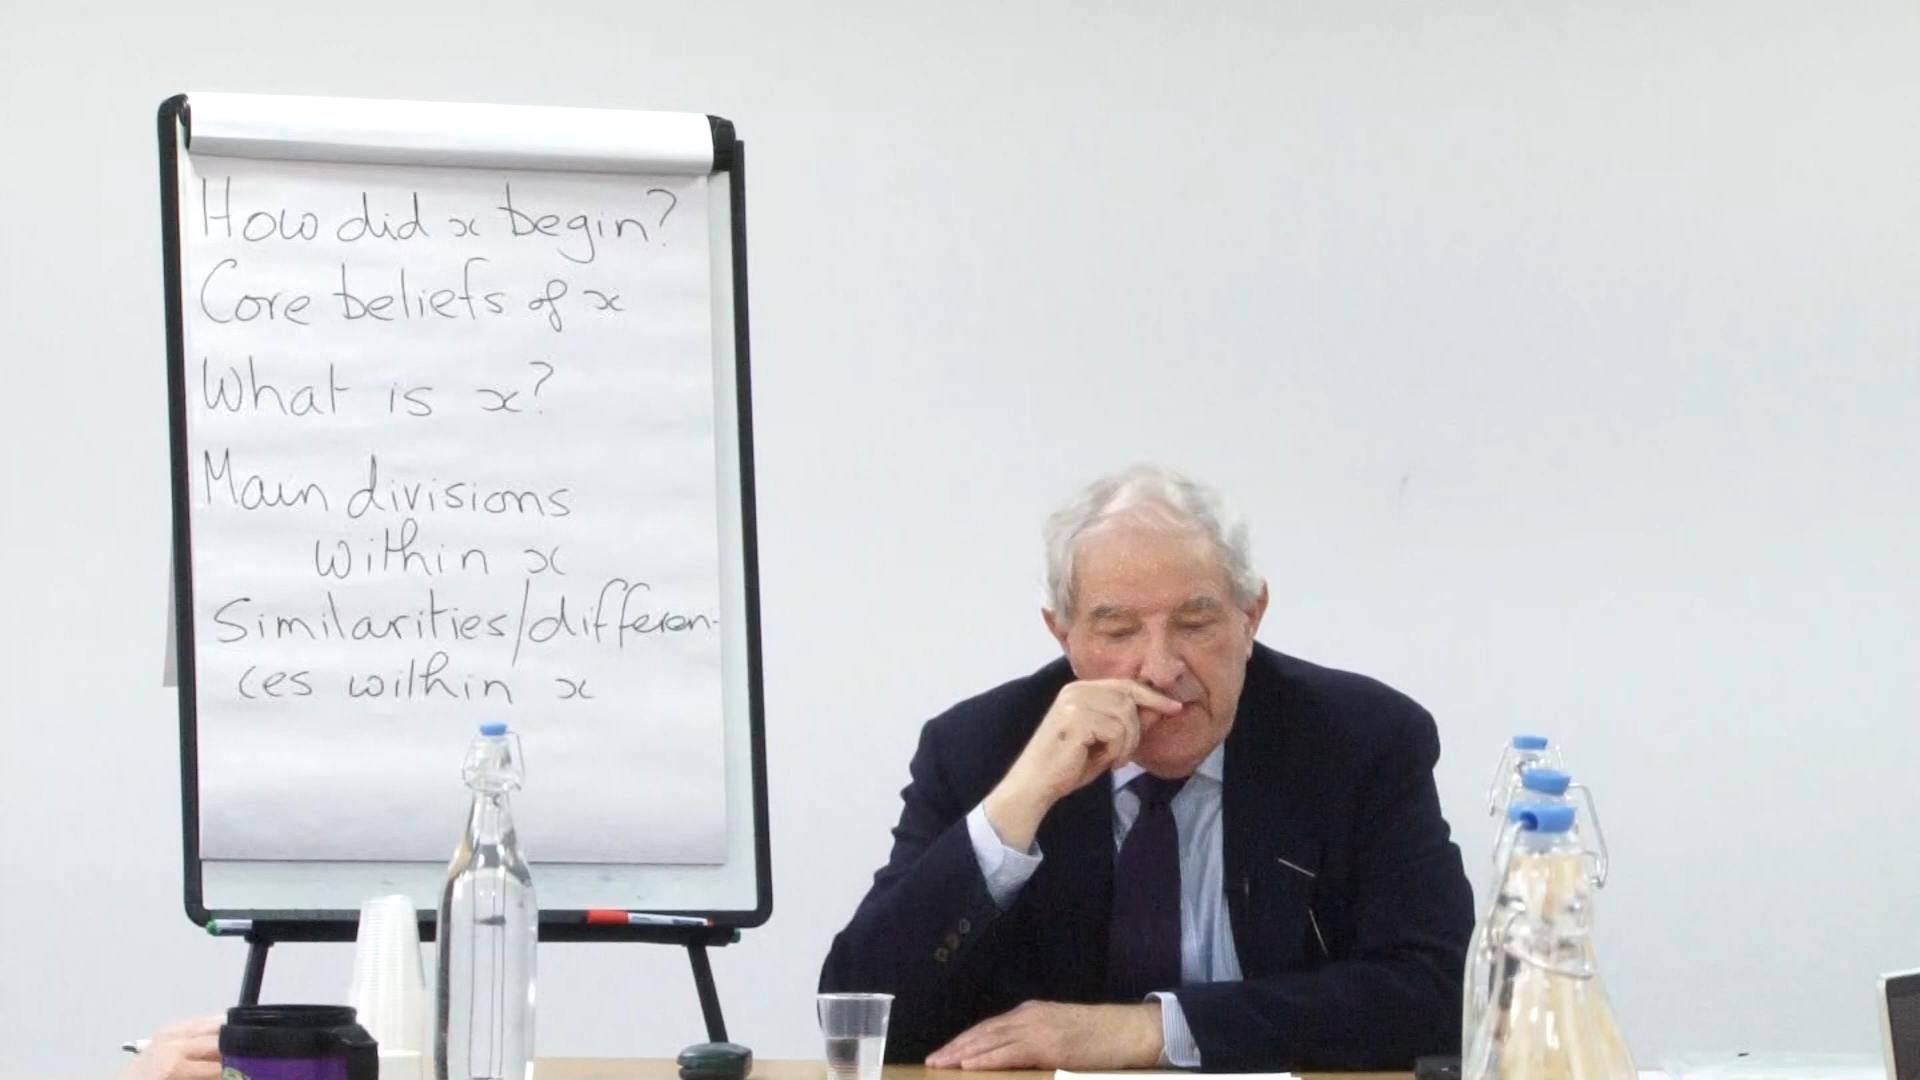 How did x begin?
Core beliefs of x
What is x?
Main divisions
within x
Similarities/differen-
ces within x